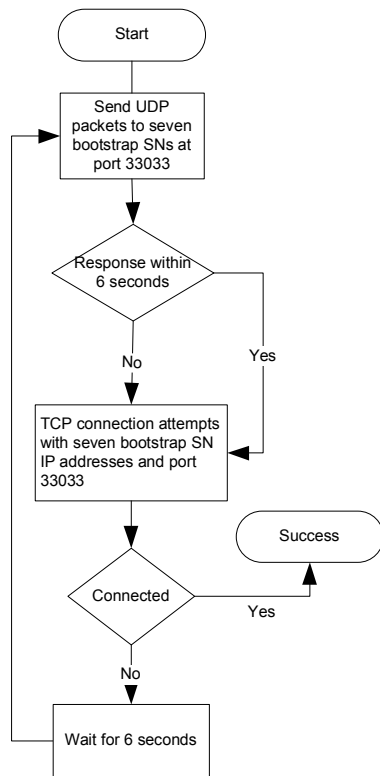 Start
Send UDP
packets to seven
bootstrap SNs at
port 33033
Response within
6 seconds
No
Yes
TCP connection attempts
with seven bootstrap SN
IP addresses and port
33033
Success
Connected
Yes
No
Wait for 6 seconds